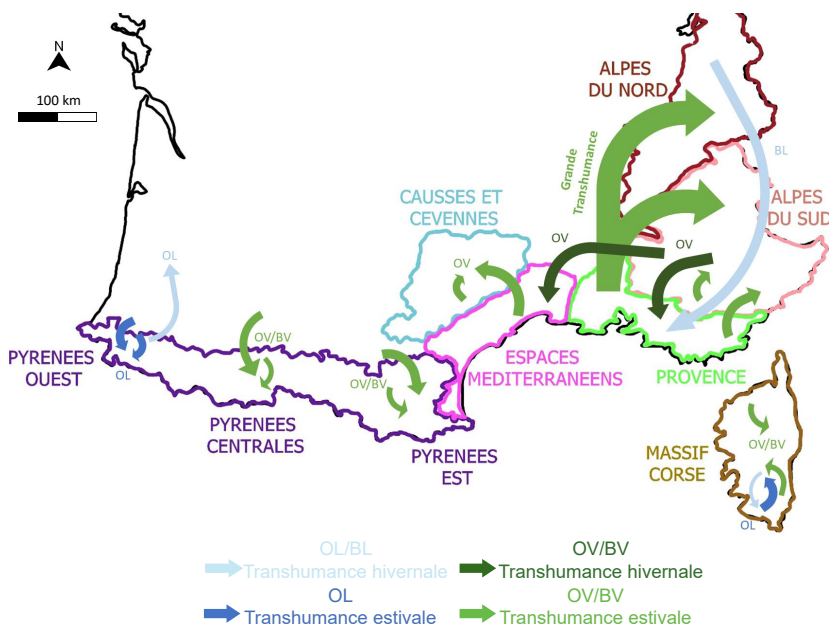 N
100 km
ALPES
DU NORD
Grande
Transhumance
BL
CAUSSES ET
CEVENNES
ALPES
DU SUD
OV
OV
OV
OL
OV/BV
OL
OV/BV
PYRENEES
OUEST
ESPACES
MEDITERRANEENS
PROVENCE
PYRENEES
CENTRALES
PYRENEES
EST
MASSIF
CORSE
OV/BV
OL
OL/BL
Transhumance hivernale
OV/BV
Transhumance hivernale
OL
Transhumance estivale
OV/BV
Transhumance estivale